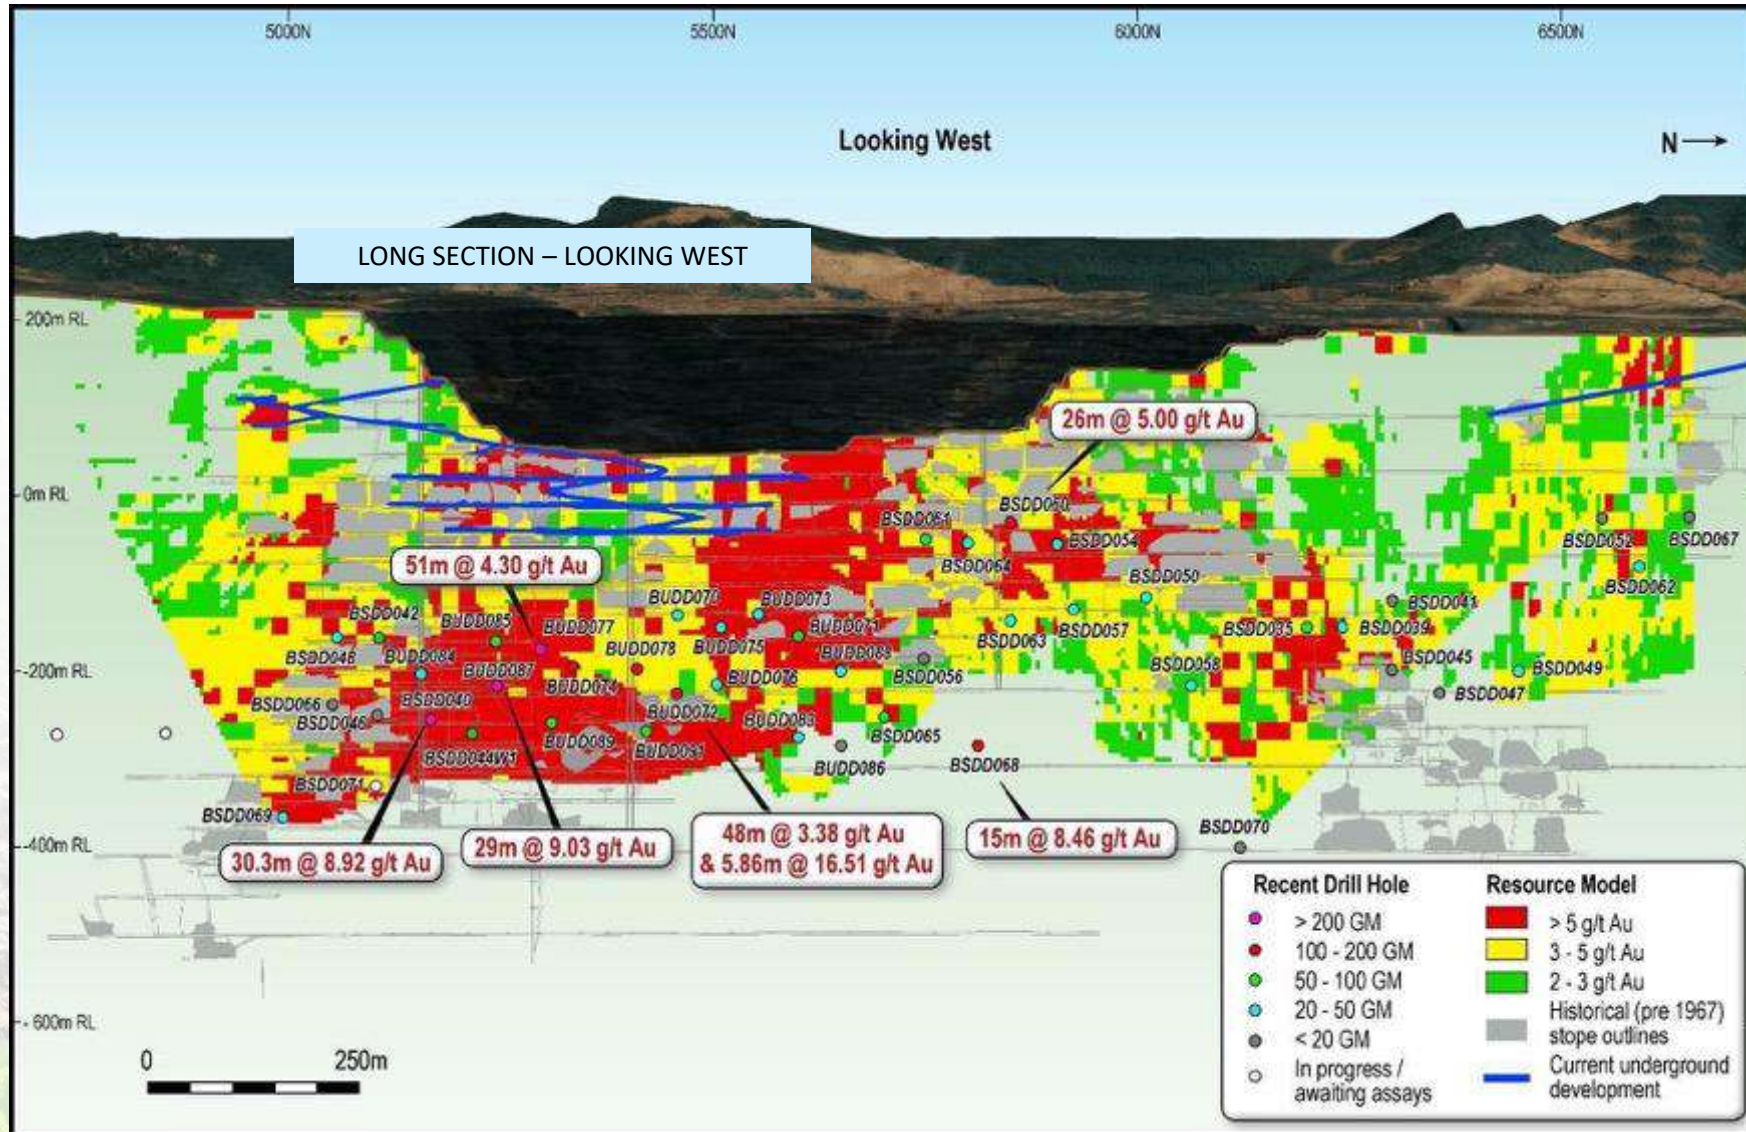 5000N
5500N
6000N
6500N
Looking West
N
LONG SECTION – LOOKING WEST
200m RL
0m RL
26m @ 5.00 g/t Au
BSDD060
BSDD061
BSDD054
BSDD052
BSDD067
BSDD064
51m @ 4.30 g/t Au
BSDD050
BSDD062
BUDD070
BUDD073
BSDD042
BUDD085
BUDD077
BUDD071
BSDD041
BSDD063
BSDD057
BSDD035
BSDD039
BUDD078
BUDD075
BSDD048
BUDD084
BUDD087
BUDD088
BSDD045
-200m RL
BSDD058
BSDD049
BUDD074
BUDD076
BSDD056
BSDD047
BSDD066
BSDD040
BSDD046
BUDD072
BUDD083
BSDD065
BUDD089
BUDD091
BSDD044W1
BUDD086
BSDD068
BSDD071
BSDD069
BSDD070
-400m RL
30.3m @ 8.92 g/t Au
29m @ 9.03 g/t Au
48m @ 3.38 g/t Au
& 5.86m @ 16.51 g/t Au
15m @ 8.46 g/t Au
- 600m RL
0
250m
Recent Drill Hole
> 200 GM
100 - 200 GM
50 - 100 GM
20 - 50 GM
< 20 GM
In progress /
awaiting assays
Resource Model
> 5 g/t Au
3 - 5 g/t Au
2 - 3 g/t Au
Historical (pre 1967)
stope outlines
Current underground
development